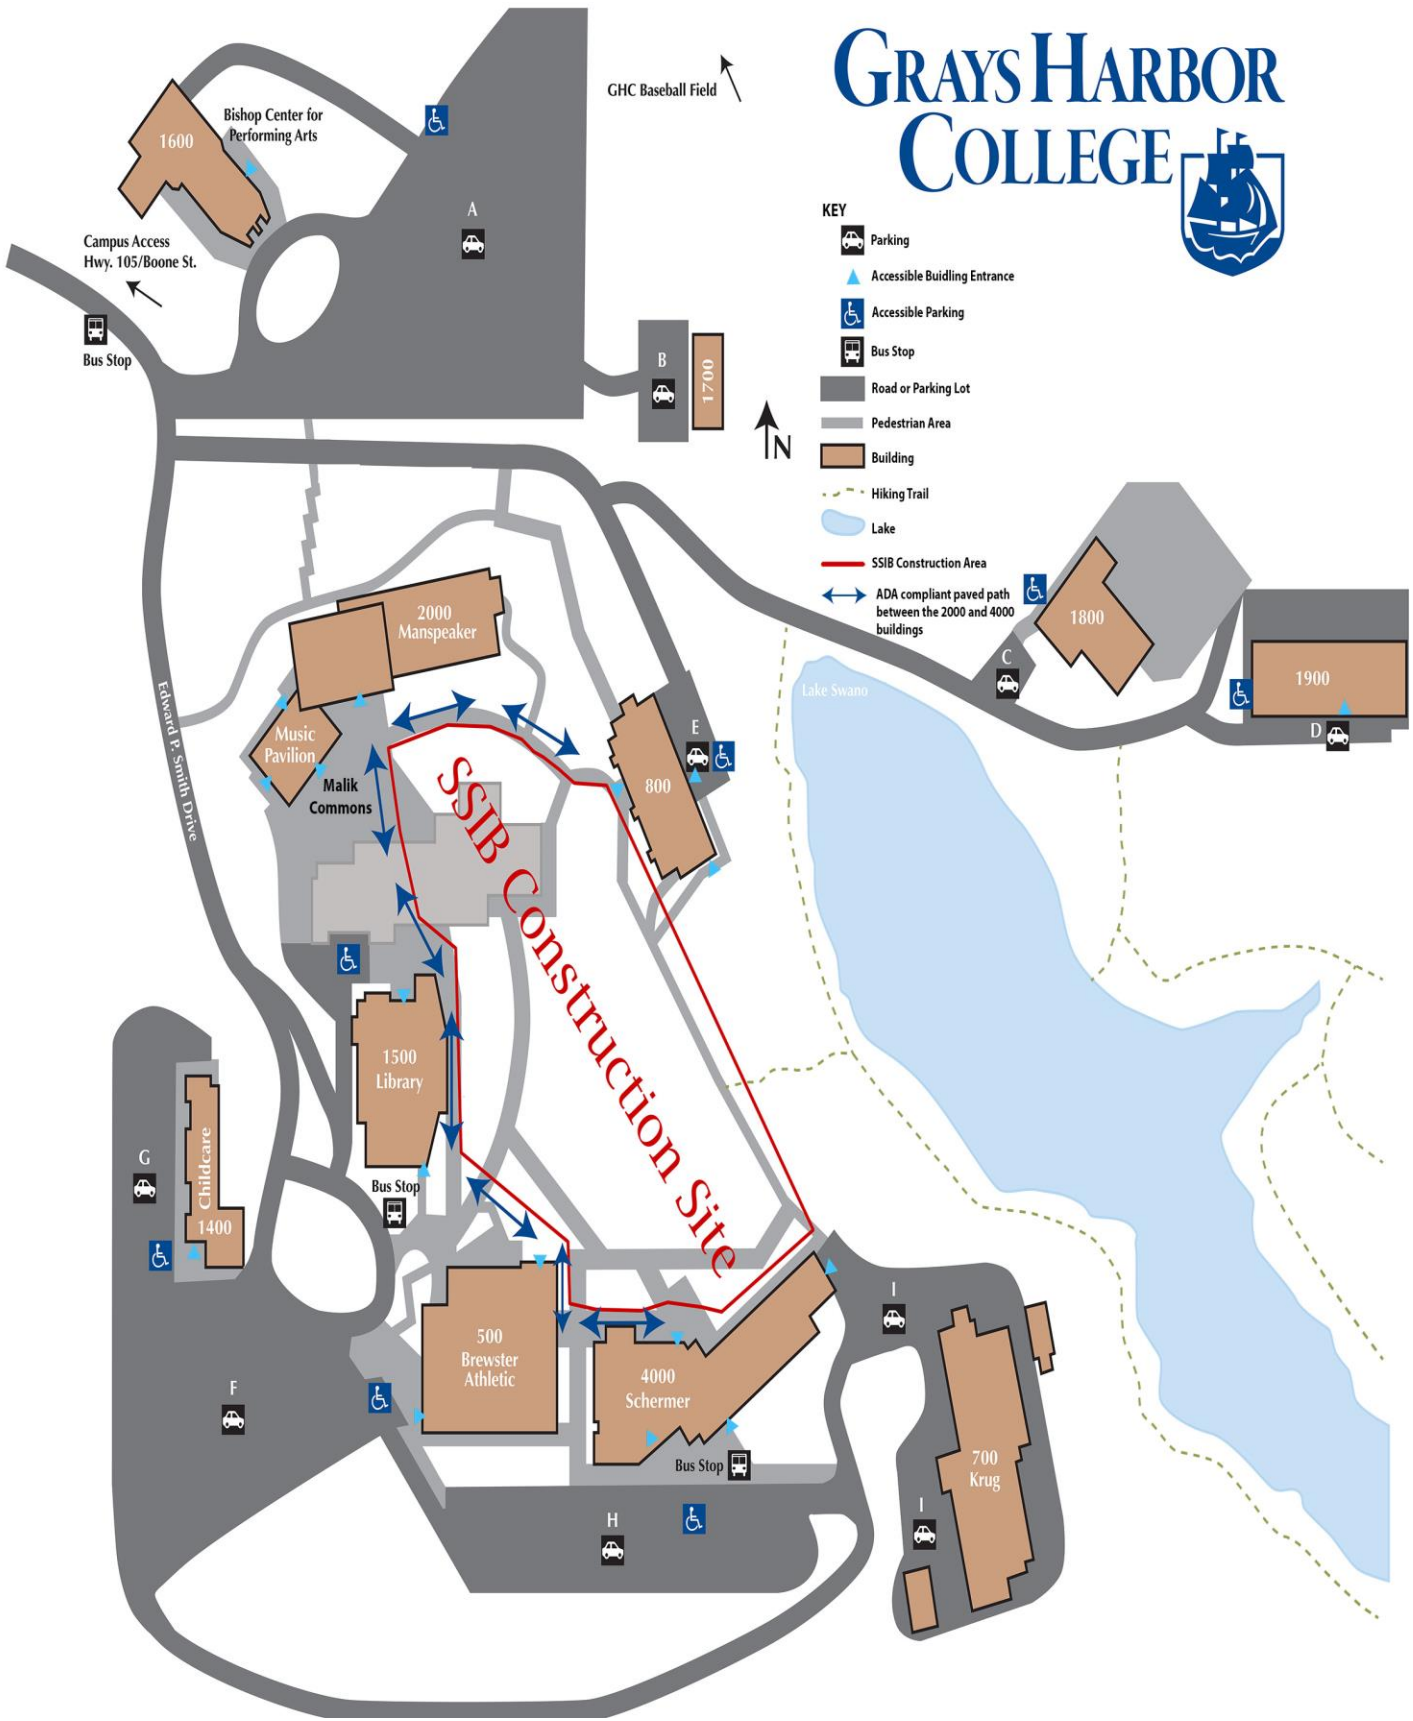 GRAYS HARBOR
COLLEGE
GHC Baseball Field
Bishop Center for
Performing Arts
1600
A
Campus Access
Hwy. 105/Boone St.
Bus Stop
B
1700
N
KEY
Parking
Accessible Buidling Entrance
Accessible Parking
Bus Stop
Road or Parking Lot
Pedestrian Area
Building
Hiking Trail
Lake
SSIB Construction Area
ADA compliant paved path
between the 2000 and 4000
buildings
1800
C
1900
D
Lake Swano
2000
Manspeaker
Music
Pavilion
Malik
Commons
Edward P. Smith Drive
E
800
SSIB Construction Site
1500
Library
Bus Stop
G
Childcare
1400
F
500
Brewster
Athletic
4000
Schermer
Bus Stop
H
I
700
Krug
I